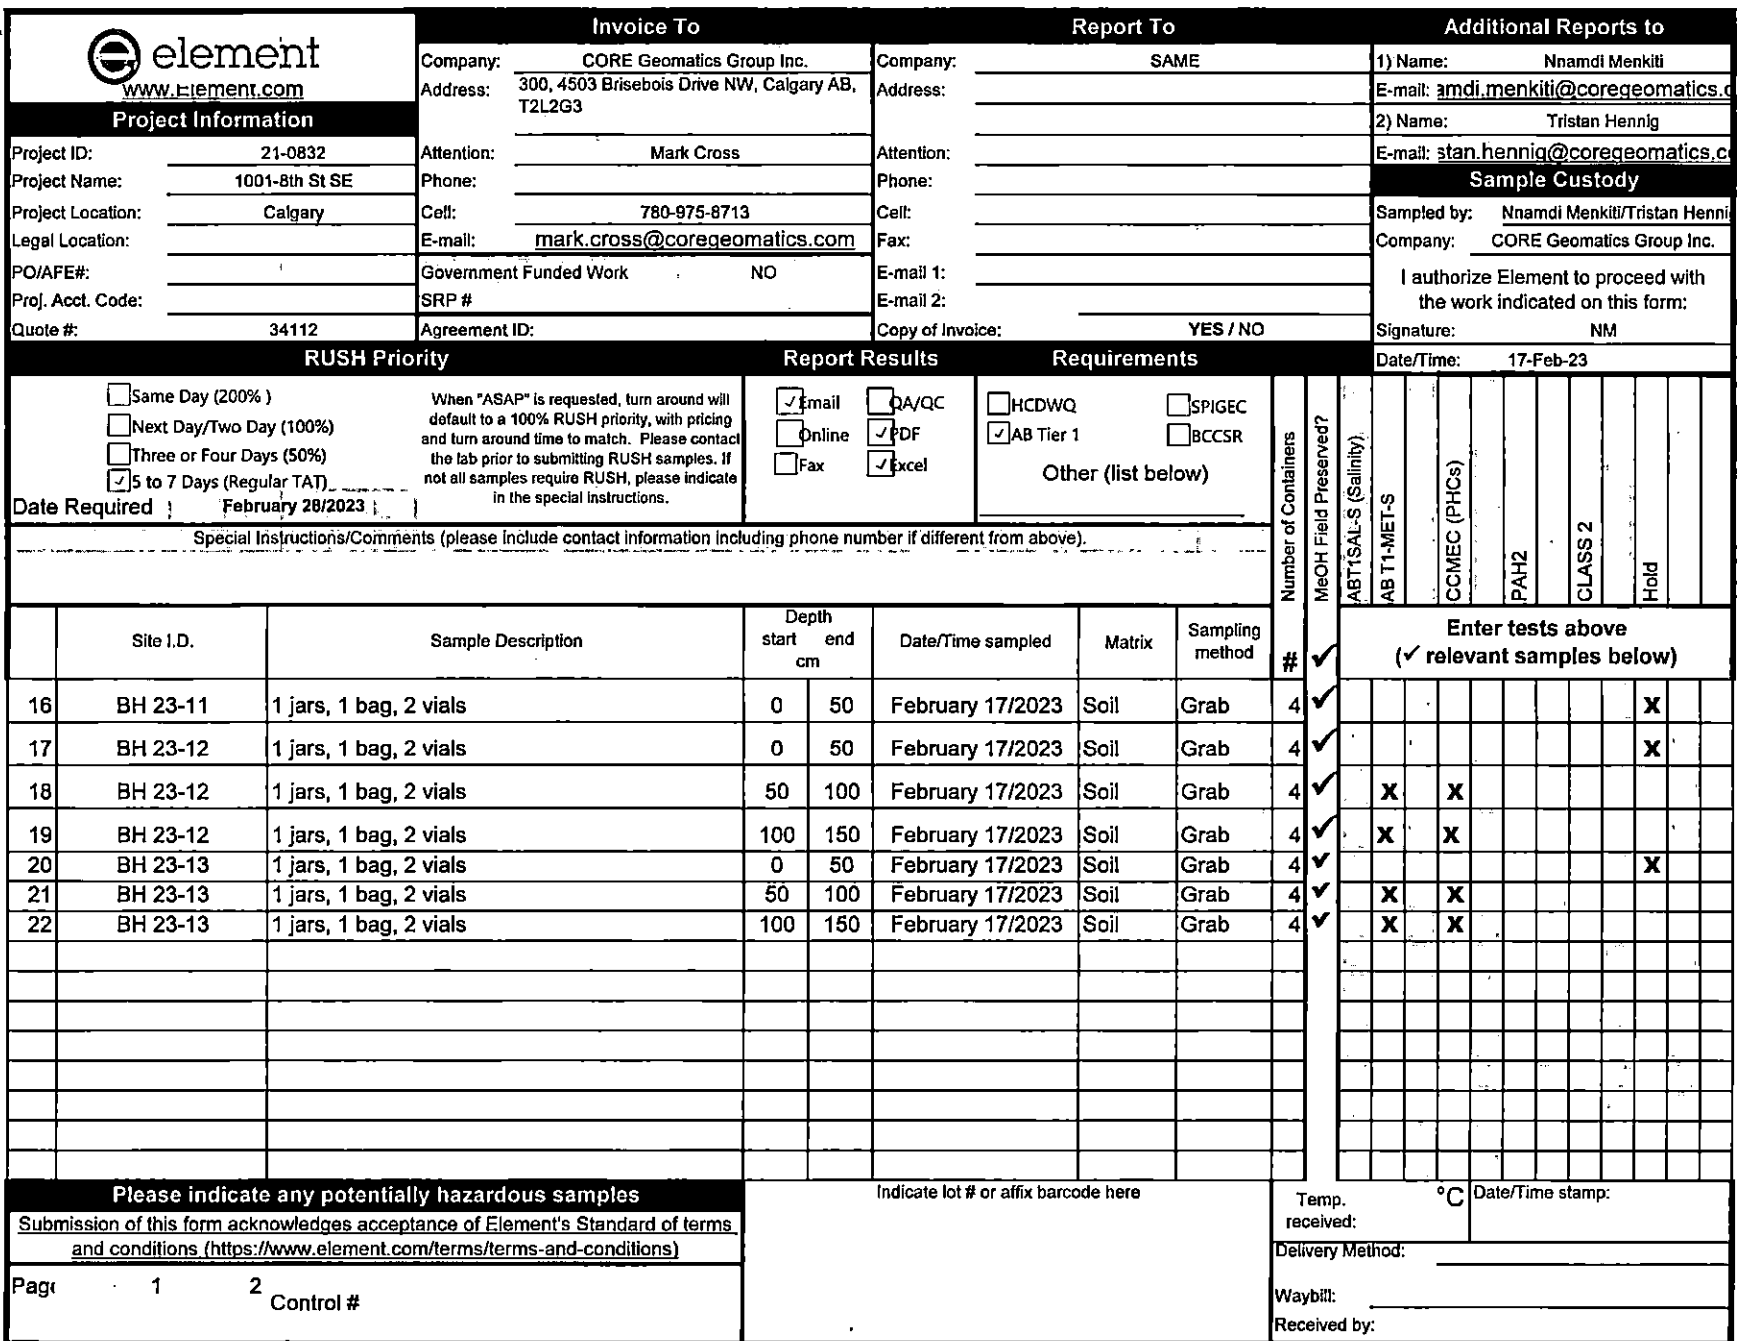 element
www.Element.com
Project Information
Project ID: 21-0832
Project Name: 1001-8th St SE
Project Location: Calgary
Legal Location:
PO/AFE#:
Proj. Acct. Code:
Quote #: 34112
Invoice To
Company: CORE Geomatics Group Inc.
Address: 300, 4503 Brisebois Drive NW, Calgary AB,
T2L2G3
Attention: Mark Cross
Phone:
Cell: 780-975-8713
E-mail: mark.cross@coregeomatics.com
Government Funded Work NO
SRP #
Agreement ID:
Report To
Company: SAME
Address:
Attention:
Phone:
Cell:
Fax:
E-mail 1:
E-mail 2:
Copy of Invoice: YES / NO
Additional Reports to
1) Name: Nnamdi Menkiti
E-mail: amdi.menkiti@coregeomatics.c
2) Name: Tristan Hennig
E-mail: stan.hennig@coregeomatics.co
Sample Custody
Sampled by: Nnamdi Menkiti/Tristan Henni
Company: CORE Geomatics Group Inc.
I authorize Element to proceed with
the work indicated on this form:
Signature: NM
Date/Time: 17-Feb-23
RUSH Priority
Same Day (200% )
Next Day/Two Day (100%)
Three or Four Days (50%)
✓ 5 to 7 Days (Regular TAT)
Date Required February 28/2023
When "ASAP" is requested, turn around will
default to a 100% RUSH priority, with pricing
and turn around time to match. Please contact
the lab prior to submitting RUSH samples. If
not all samples require RUSH, please indicate
in the special instructions.
Report Results
✓ Email QA/QC
Online ✓ PDF
Fax ✓ Excel
Requirements
HCDWQ SPIGEC
✓ AB Tier 1 BCCSR
Other (list below)
Special Instructions/Comments (please include contact information including phone number if different from above).
Number of Containers
MeOH Field Preserved?
ABT1SAL-S (Salinity)
AB T1-MET-S
CCMEC (PHCs)
PAH2
CLASS 2
Hold
Site I.D. Sample Description Depth start end cm Date/Time sampled Matrix Sampling method # ✓
Enter tests above
(✓ relevant samples below)
16 BH 23-11 1 jars, 1 bag, 2 vials 0 50 February 17/2023 Soil Grab 4 ✓ X
17 BH 23-12 1 jars, 1 bag, 2 vials 0 50 February 17/2023 Soil Grab 4 ✓ X
18 BH 23-12 1 jars, 1 bag, 2 vials 50 100 February 17/2023 Soil Grab 4 ✓ X X
19 BH 23-12 1 jars, 1 bag, 2 vials 100 150 February 17/2023 Soil Grab 4 ✓ X X
20 BH 23-13 1 jars, 1 bag, 2 vials 0 50 February 17/2023 Soil Grab 4 ✓ X
21 BH 23-13 1 jars, 1 bag, 2 vials 50 100 February 17/2023 Soil Grab 4 ✓ X X
22 BH 23-13 1 jars, 1 bag, 2 vials 100 150 February 17/2023 Soil Grab 4 ✓ X X
Please indicate any potentially hazardous samples
Submission of this form acknowledges acceptance of Element's Standard of terms
and conditions (https://www.element.com/terms/terms-and-conditions)
Page 1 2
Control #
Indicate lot # or affix barcode here
Temp. received: °C
Date/Time stamp:
Delivery Method:
Waybill:
Received by: